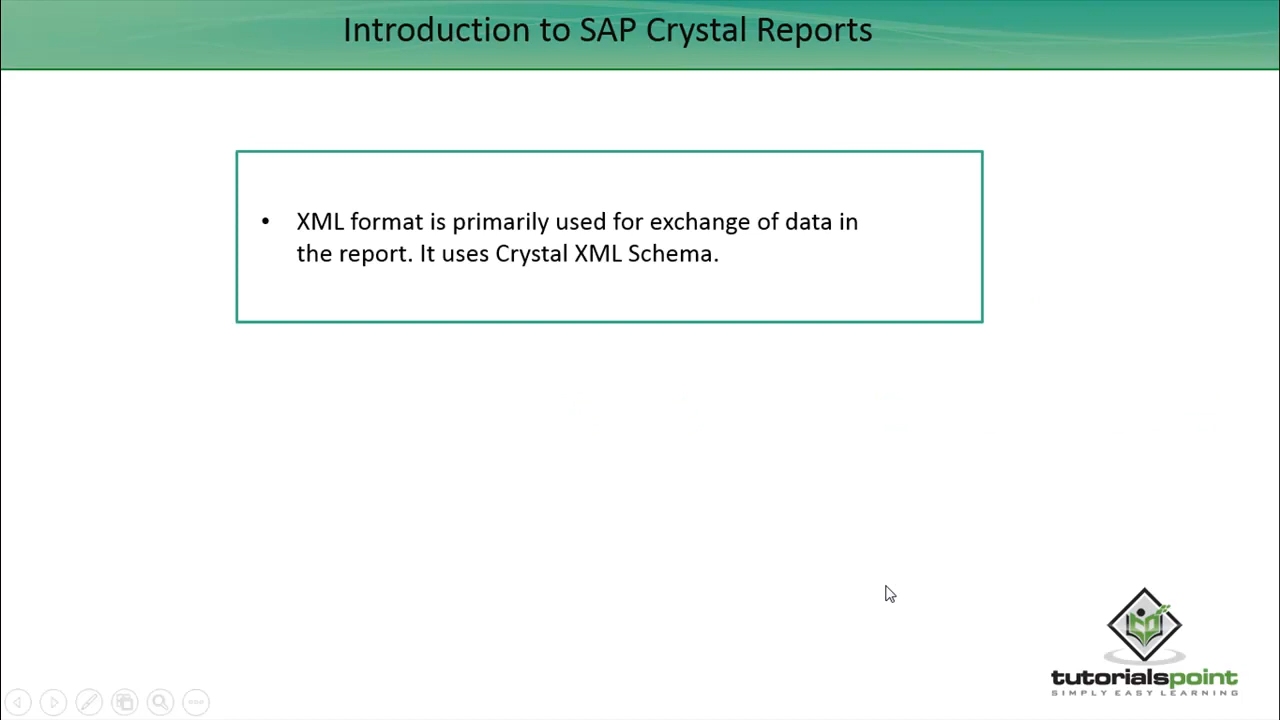 Introduction to SAP Crystal Reports
• XML format is primarily used for exchange of data in
the report. It uses Crystal XML Schema.
tutorialspoint
SIMPLY EASY LEARNING